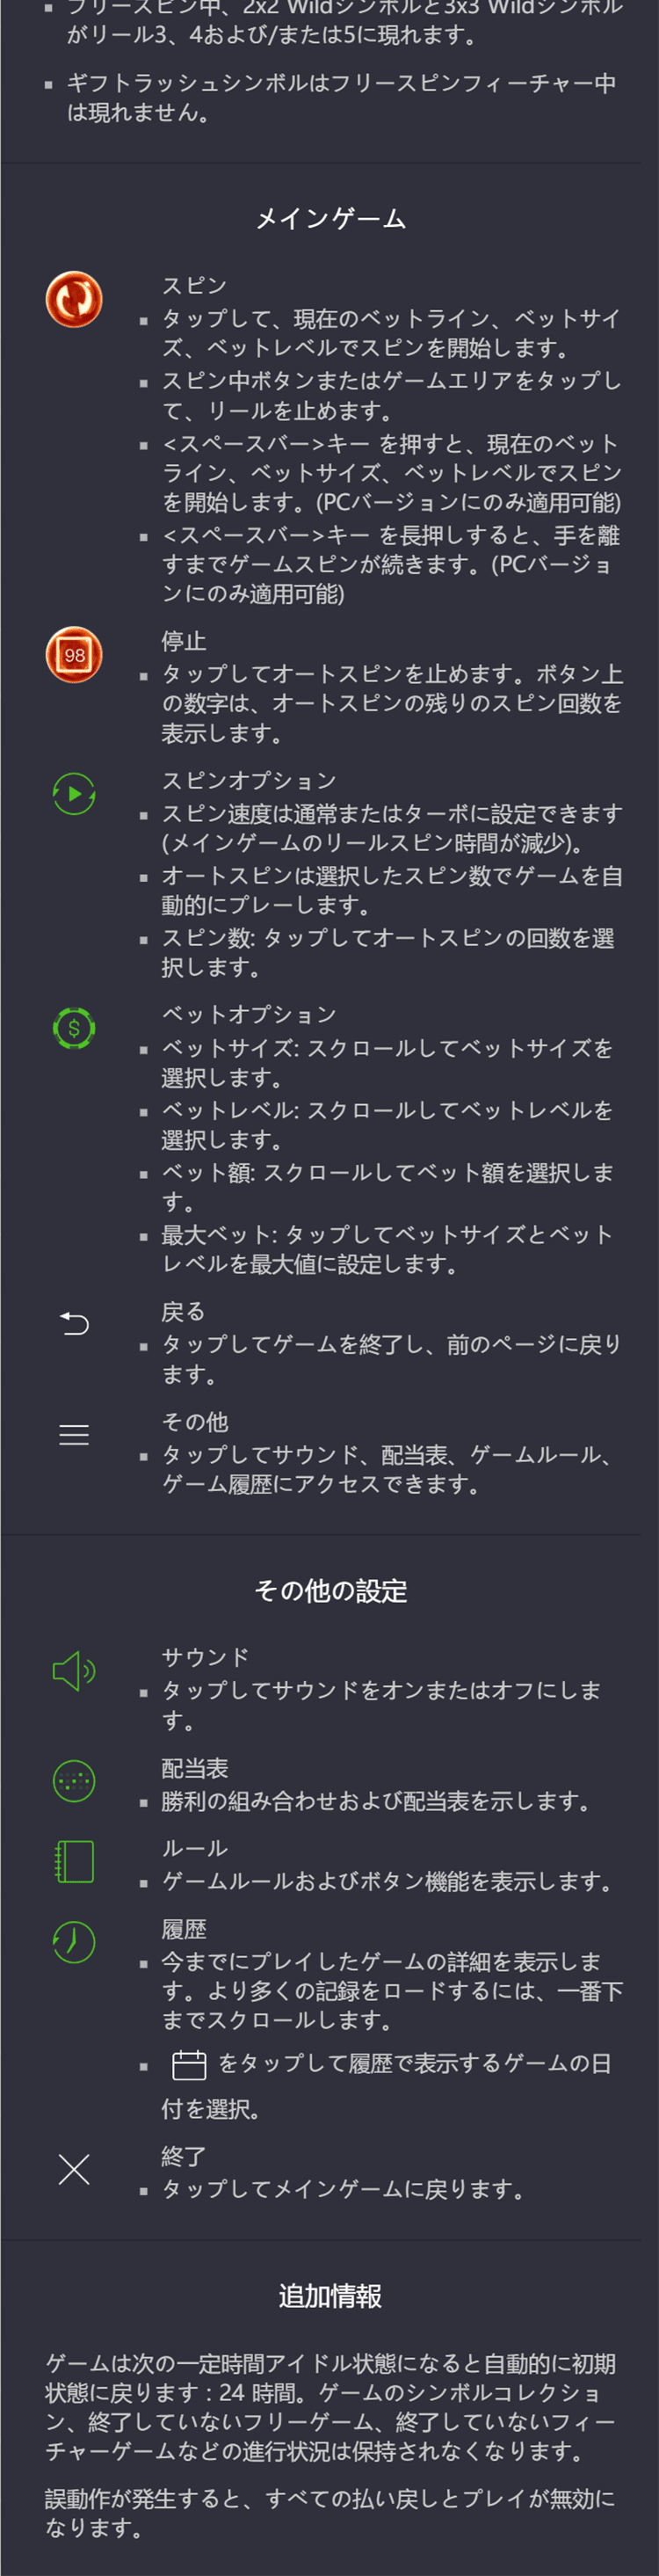 フリースピン中、2x2 Wildシンボルと3x3 Wildシンボル
がリール3、4および/または5に現れます。
ギフトラッシュシンボルはフリースピンフィーチャー中
は現れません。
メインゲーム
スピン
タップして、現在のベットライン、ベットサイ
ズ、ベットレベルでスピンを開始します。
スピン中ボタンまたはゲームエリアをタップし
て、リールを止めます。
<スペースバー>キー を押すと、現在のベット
ライン、ベットサイズ、ベットレベルでスピン
を開始します。(PCバージョンにのみ適用可能)
<スペースバー>キー を長押しすると、手を離
すまでゲームスピンが続きます。(PCバージョ
ンにのみ適用可能)
98
停止
タップしてオートスピンを止めます。ボタン上
の数字は、オートスピンの残りのスピン回数を
表示します。
スピンオプション
スピン速度は通常またはターボに設定できます
(メインゲームのリールスピン時間が減少)。
オートスピンは選択したスピン数でゲームを自
動的にプレーします。
スピン数: タップしてオートスピンの回数を選
択します。
$
ベットオプション
ベットサイズ: スクロールしてベットサイズを
選択します。
ベットレベル: スクロールしてベットレベルを
選択します。
ベット額: スクロールしてベット額を選択しま
す。
最大ベット: タップしてベットサイズとベット
レベルを最大値に設定します。
戻る
タップしてゲームを終了し、前のページに戻り
ます。
その他
タップしてサウンド、配当表、ゲームルール、
ゲーム履歴にアクセスできます。
その他の設定
サウンド
タップしてサウンドをオンまたはオフにしま
す。
配当表
勝利の組み合わせおよび配当表を示します。
ルール
ゲームルールおよびボタン機能を表示します。
履歴
今までにプレイしたゲームの詳細を表示しま
す。より多くの記録をロードするには、一番下
までスクロールします。
をタップして履歴で表示するゲームの日
付を選択。
終了
タップしてメインゲームに戻ります。
追加情報
ゲームは次の一定時間アイドル状態になると自動的に初期
状態に戻ります : 24 時間。ゲームのシンボルコレクショ
ン、終了していないフリーゲーム、終了していないフィー
チャーゲームなどの進行状況は保持されなくなります。
誤動作が発生すると、すべての払い戻しとプレイが無効に
なります。